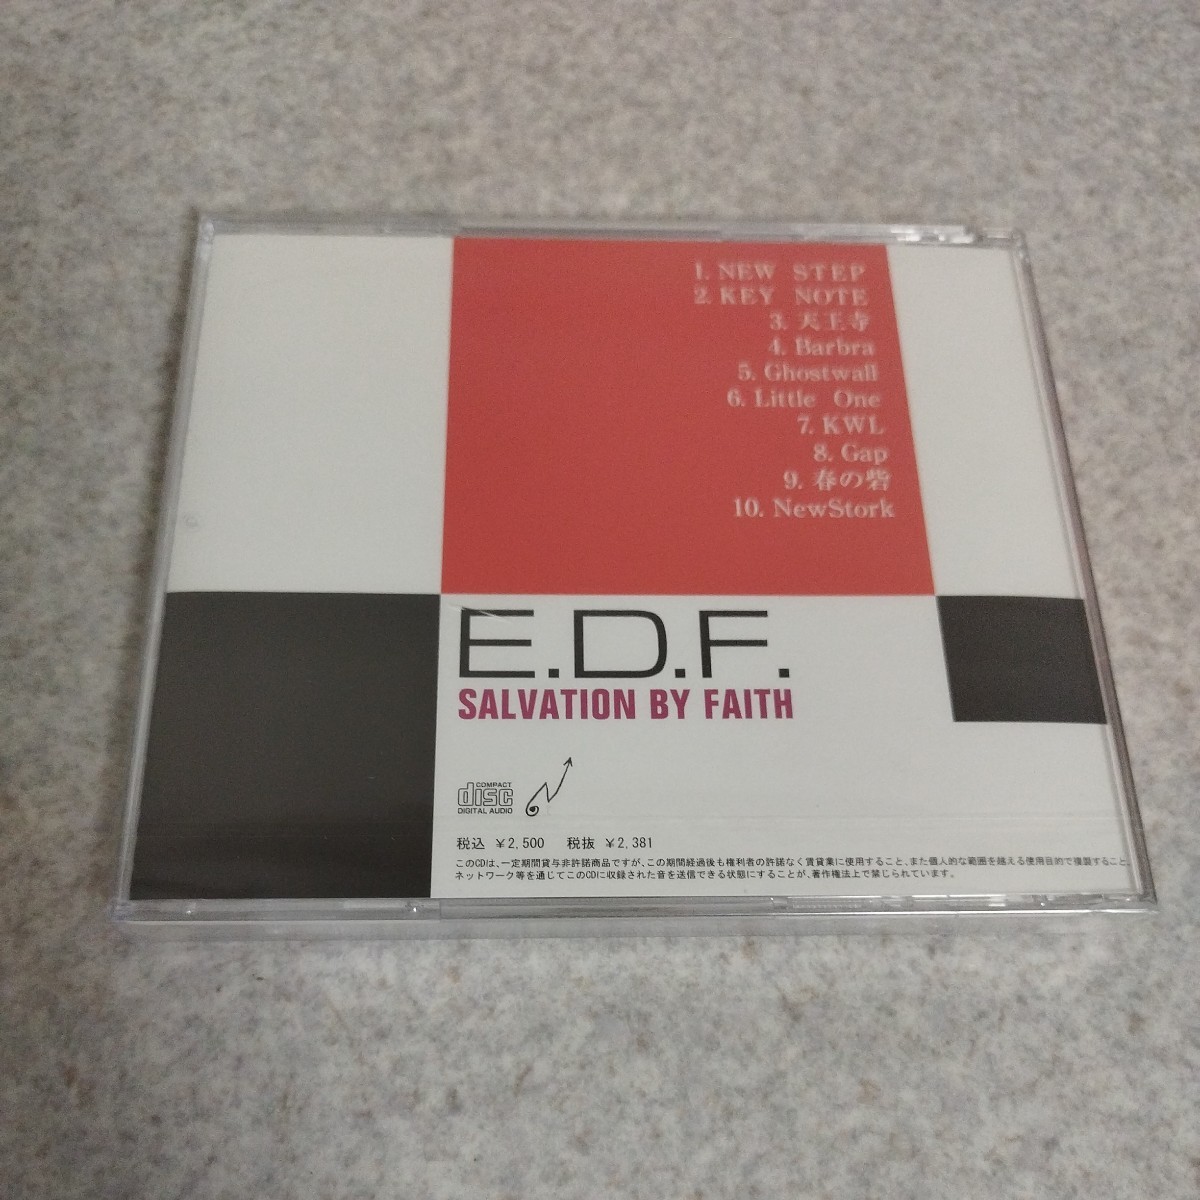 1. NEW STEP
2. KEY NOTE
3. 天王寺
4. Barbra
5. Ghostwall
6. Little One
7. KWL
8. Gap
9. 春の砦
10. NewStork
E.D.F.
SALVATION BY FAITH
COMPACT
disc
DIGITAL AUDIO
税込 ¥2,500 税抜 ¥2,381
このCDは、一定期間貸与非許諾商品ですが、この期間経過後も権利者の許諾なく賃貸業に使用すること、また個人的な範囲を越える使用目的で複製すること、
ネットワーク等を通じてこのCDに収録された音を送信できる状態にすることが、著作権法上で禁じられています。